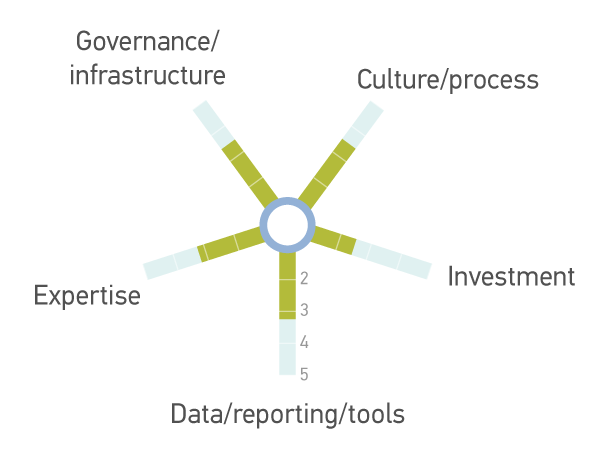 Governance/
infrastructure
Culture/process
Expertise
Investment
2
3
4
5
Data/reporting/tools